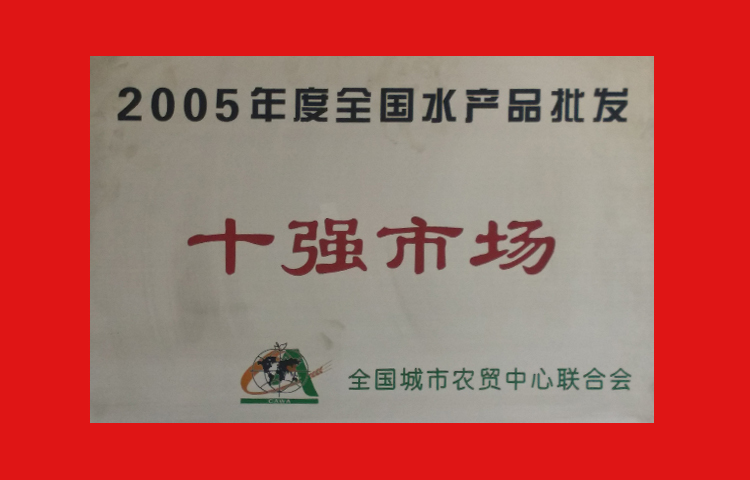 2005年度全国水产品批发
十强市场
全国城市农贸中心联合会